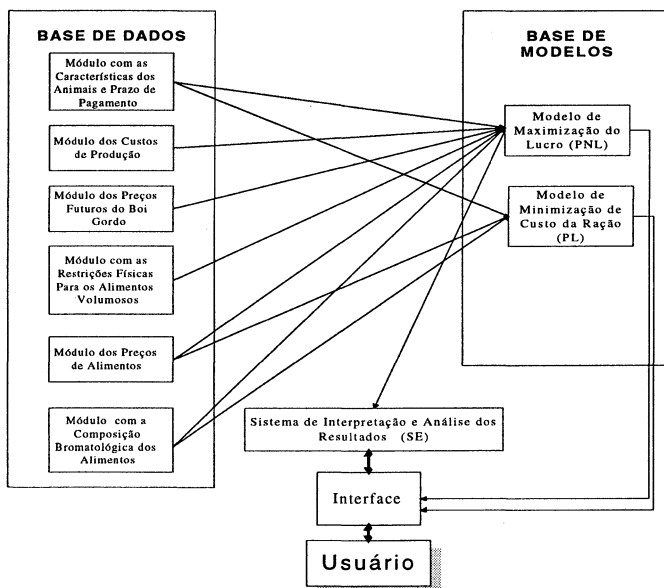 BASE DE DADOS
Módulo com as
Características dos
Animais e Prazo de
Pagamento
Módulo dos Custos
de Produção
Módulo dos Preços
Futuros do Boi
Gordo
Módulo com as
Restrições Físicas
Para os Alimentos
Volumosos
Módulo dos Preços
de Alimentos
Módulo com a
Composição
Bromatológica dos
Alimentos
BASE DE
MODELOS
Modelo de
Maximização do
Lucro (PNL)
Modelo de
Minimização de
Custo da Ração
(PL)
Sistema de Interpretação e Análise dos
Resultados (SE)
Interface
Usuário